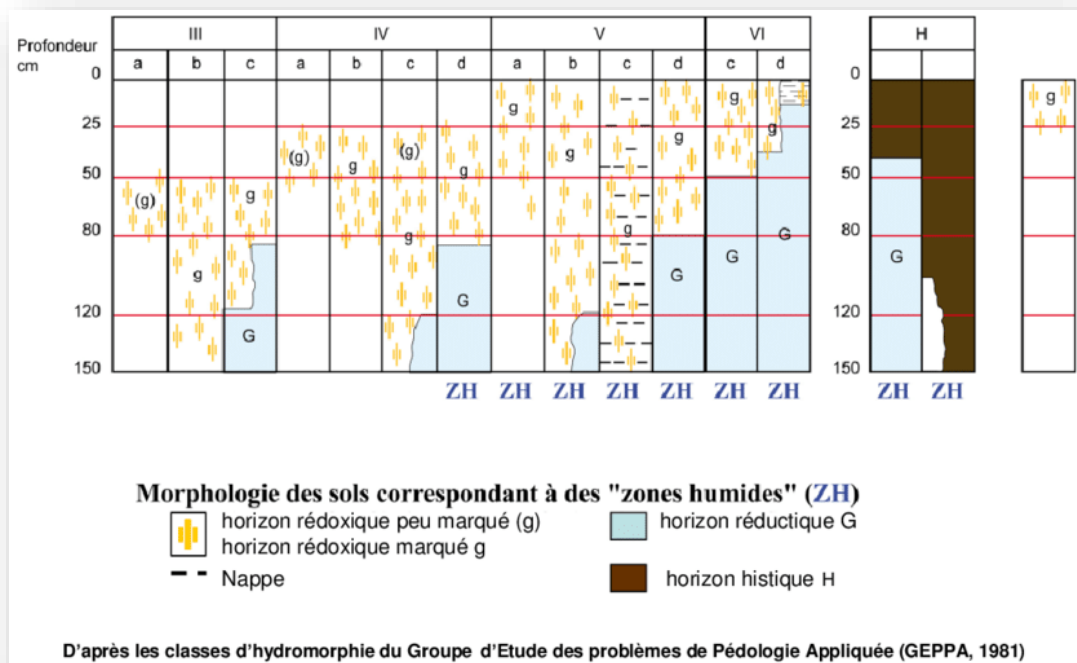 III IV V VI H
Profondeur
cm
a b c a b c d a b c d c d
0 0
g g g g
25 25
(g) g (g) g g g g
50 50
(g) g g
80 80
g g G G G G
G G
120 120
G
150 150
ZH ZH ZH ZH ZH ZH ZH ZH ZH
Morphologie des sols correspondant à des "zones humides" (ZH)
horizon rédoxique peu marqué (g)
horizon rédoxique marqué g
horizon réductique G
Nappe
horizon histique H
D'après les classes d'hydromorphie du Groupe d'Etude des problèmes de Pédologie Appliquée (GEPPA, 1981)